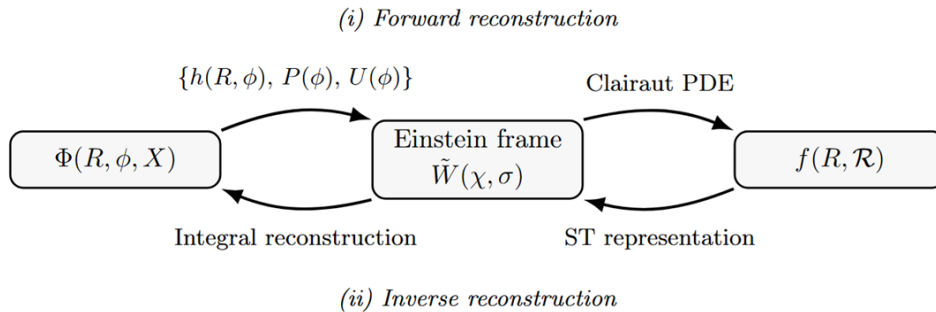 (i) Forward reconstruction
{h(R, ϕ), P(ϕ), U(ϕ)}
Clairaut PDE
Φ(R, ϕ, X)
Einstein frame
W̃(χ, σ)
f(R, ℛ)
Integral reconstruction
ST representation
(ii) Inverse reconstruction